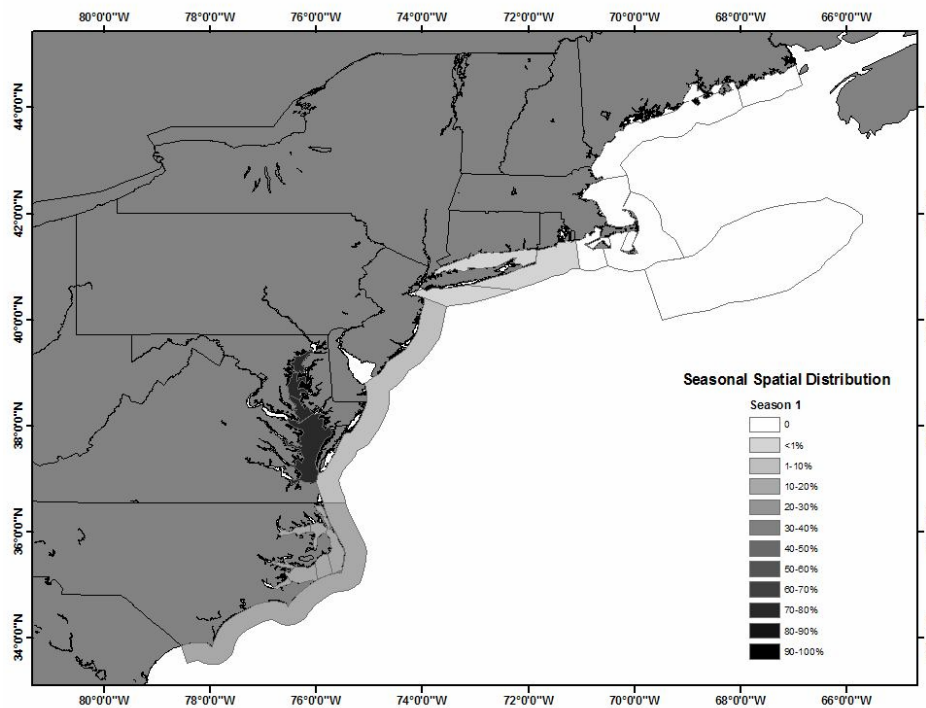 80°0'0"W 78°0'0"W 76°0'0"W 74°0'0"W 72°0'0"W 70°0'0"W 68°0'0"W 66°0'0"W
44°0'0"N
42°0'0"N
40°0'0"N
38°0'0"N
36°0'0"N
34°0'0"N
Seasonal Spatial Distribution
Season 1
0
<1%
1-10%
10-20%
20-30%
30-40%
40-50%
50-60%
60-70%
70-80%
80-90%
90-100%
80°0'0"W 78°0'0"W 76°0'0"W 74°0'0"W 72°0'0"W 70°0'0"W 68°0'0"W 66°0'0"W